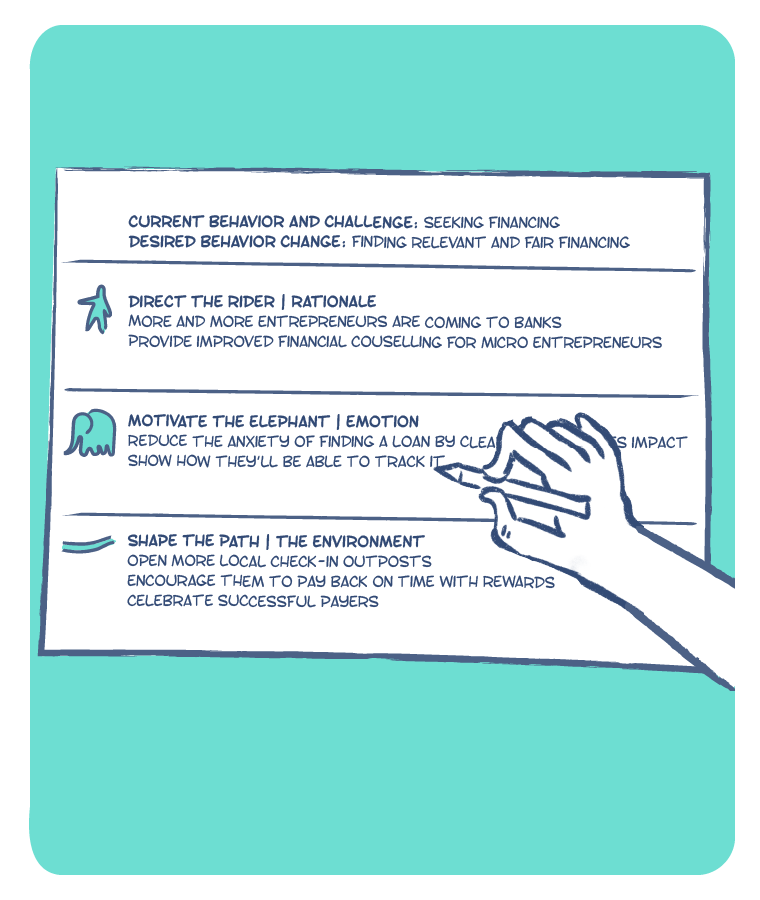 CURRENT BEHAVIOR AND CHALLENGE: SEEKING FINANCING
DESIRED BEHAVIOR CHANGE: FINDING RELEVANT AND FAIR FINANCING
DIRECT THE RIDER | RATIONALE
MORE AND MORE ENTREPRENEURS ARE COMING TO BANKS
PROVIDE IMPROVED FINANCIAL COUSELLING FOR MICRO ENTREPRENEURS
MOTIVATE THE ELEPHANT | EMOTION
REDUCE THE ANXIETY OF FINDING A LOAN BY IMPACT
SHOW HOW THEY'LL BE ABLE TO TRACK IT
SHAPE THE PATH | THE ENVIRONMENT
OPEN MORE LOCAL CHECK-IN OUTPOSTS
ENCOURAGE THEM TO PAY BACK ON TIME WITH REWARDS
CELEBRATE SUCCESSFUL PAYERS